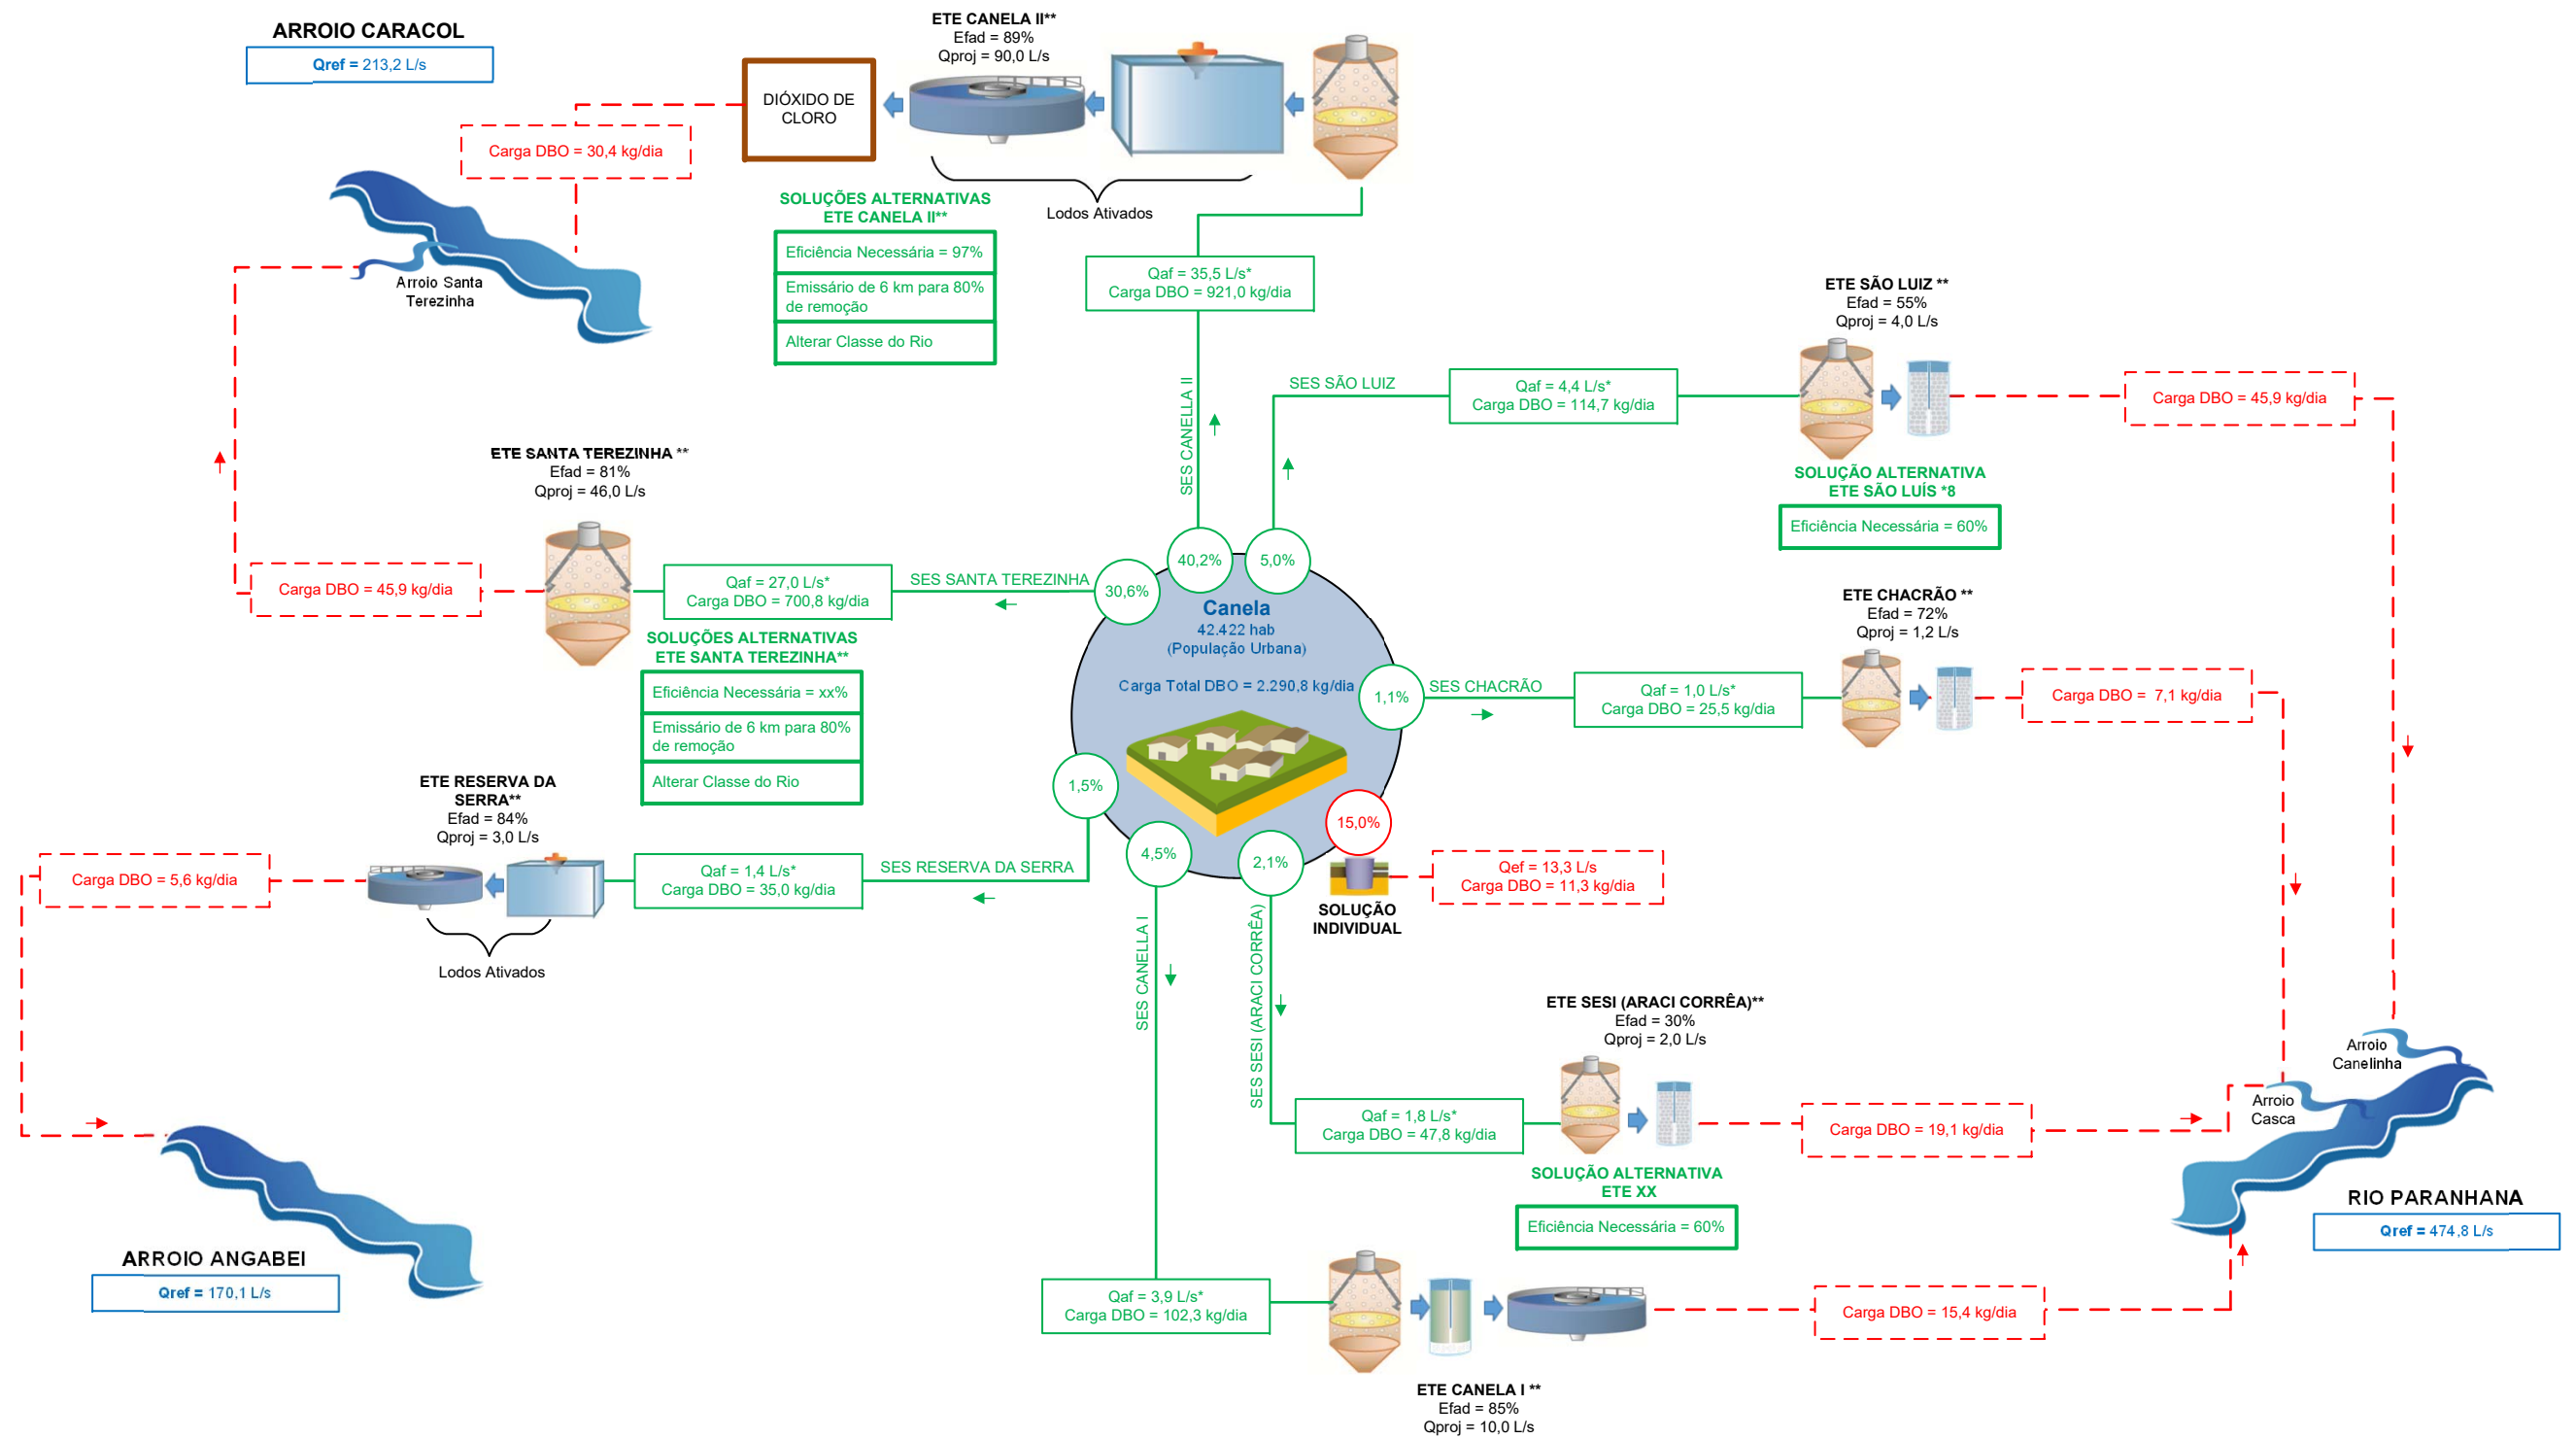 ARROIO CARACOL
Qref = 213,2 L/s
ETE CANELA II**
Efad = 89%
Qproj = 90,0 L/s
DIÓXIDO DE
CLORO
Carga DBO = 30,4 kg/dia
Arroio Santa
Terezinha
Lodos Ativados
SOLUÇÕES ALTERNATIVAS
ETE CANELA II**
Eficiência Necessária = 97%
Emissário de 6 km para 80%
de remoção
Alterar Classe do Rio
Qaf = 35,5 L/s*
Carga DBO = 921,0 kg/dia
SES CANELLA II
ETE SÃO LUIZ **
Efad = 55%
Qproj = 4,0 L/s
SES SÃO LUIZ
Qaf = 4,4 L/s*
Carga DBO = 114,7 kg/dia
Carga DBO = 45,9 kg/dia
SOLUÇÃO ALTERNATIVA
ETE SÃO LUÍS *8
Eficiência Necessária = 60%
ETE SANTA TEREZINHA **
Efad = 81%
Qproj = 46,0 L/s
Carga DBO = 45,9 kg/dia
Qaf = 27,0 L/s*
Carga DBO = 700,8 kg/dia
SES SANTA TEREZINHA
30,6%
40,2%
5,0%
SOLUÇÕES ALTERNATIVAS
ETE SANTA TEREZINHA**
Eficiência Necessária = xx%
Emissário de 6 km para 80%
de remoção
Alterar Classe do Rio
Canela
42.422 hab
(População Urbana)
Carga Total DBO = 2.290,8 kg/dia
1,1%
SES CHACRÃO
Qaf = 1,0 L/s*
Carga DBO = 25,5 kg/dia
ETE CHACRÃO **
Efad = 72%
Qproj = 1,2 L/s
Carga DBO = 7,1 kg/dia
ETE RESERVA DA
SERRA**
Efad = 84%
Qproj = 3,0 L/s
1,5%
4,5%
2,1%
15,0%
Carga DBO = 5,6 kg/dia
Qaf = 1,4 L/s*
Carga DBO = 35,0 kg/dia
SES RESERVA DA SERRA
Lodos Ativados
Qef = 13,3 L/s
Carga DBO = 11,3 kg/dia
SOLUÇÃO
INDIVIDUAL
SES CANELLA I
SES SESI (ARACI CORRÊA)
ETE SESI (ARACI CORRÊA)**
Efad = 30%
Qproj = 2,0 L/s
Qaf = 1,8 L/s*
Carga DBO = 47,8 kg/dia
Carga DBO = 19,1 kg/dia
SOLUÇÃO ALTERNATIVA
ETE XX
Eficiência Necessária = 60%
Arroio
Canelinha
Arroio
Casca
RIO PARANHANA
Qref = 474,8 L/s
ARROIO ANGABEI
Qref = 170,1 L/s
Qaf = 3,9 L/s*
Carga DBO = 102,3 kg/dia
Carga DBO = 15,4 kg/dia
ETE CANELA I **
Efad = 85%
Qproj = 10,0 L/s